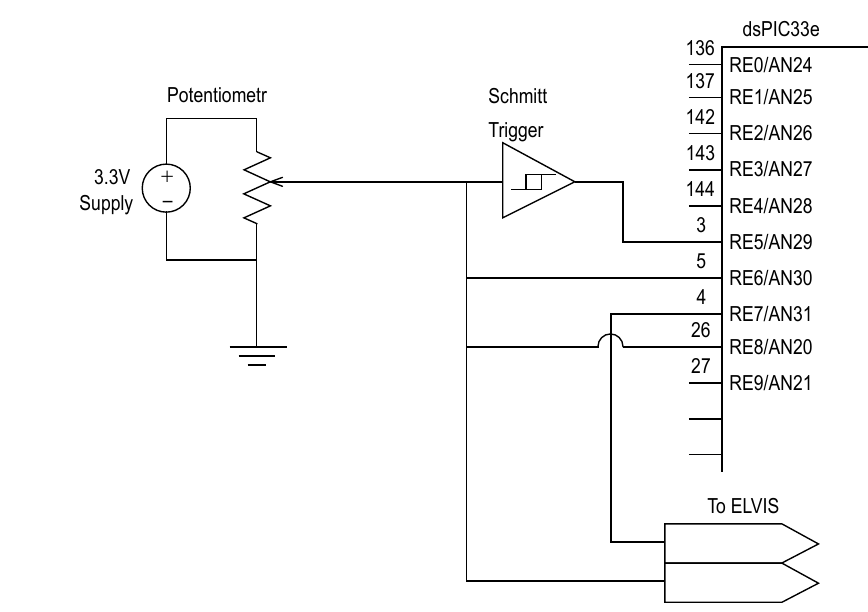 dsPIC33e
136
RE0/AN24
137
RE1/AN25
142
RE2/AN26
143
RE3/AN27
144
RE4/AN28
3
RE5/AN29
5
RE6/AN30
4
RE7/AN31
26
RE8/AN20
27
RE9/AN21
Potentiometr
Schmitt
Trigger
3.3V
Supply
+
−
To ELVIS